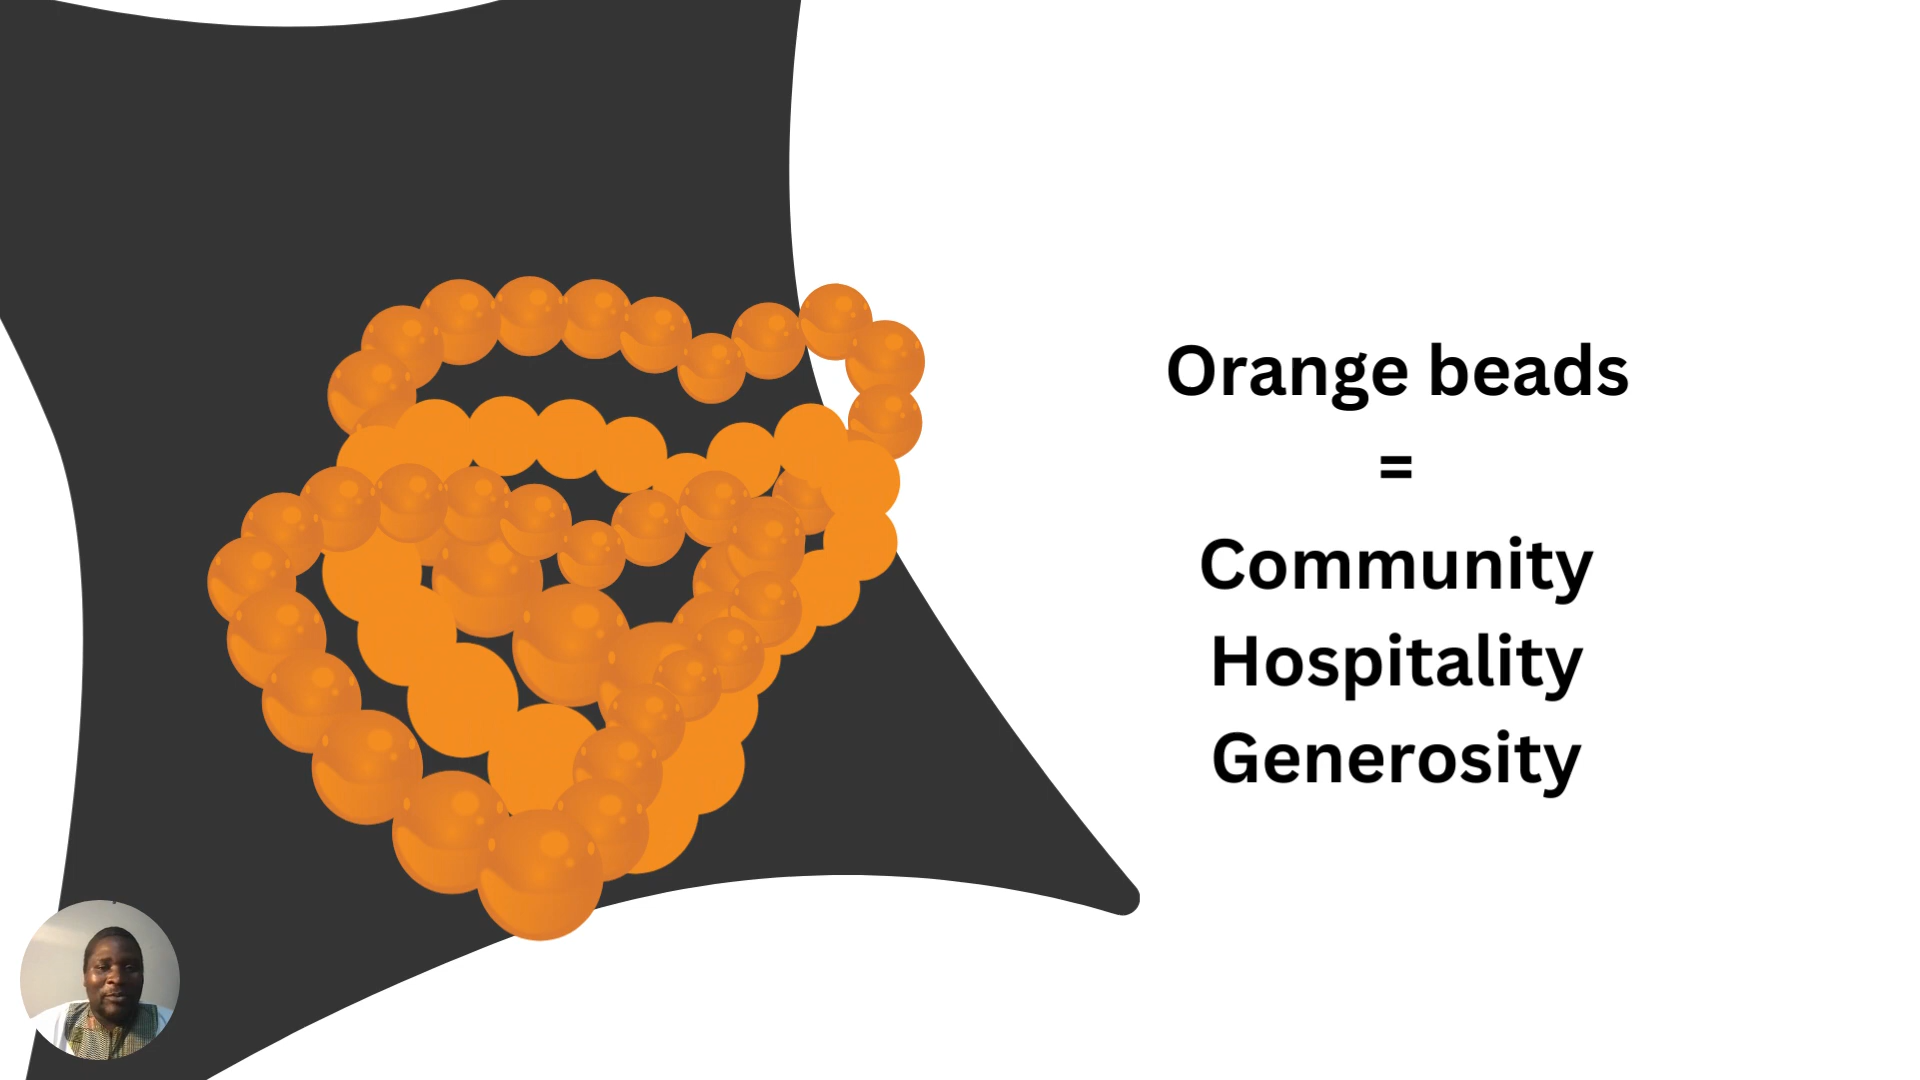 Orange beads
=
Community
Hospitality
Generosity